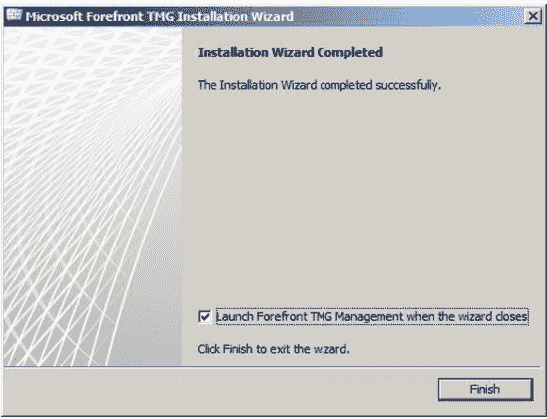 Microsoft Forefront TMG Installation Wizard
Installation Wizard Completed
The Installation Wizard completed successfully.
Launch Forefront TMG Management when the wizard closes
Click Finish to exit the wzard.
Finish